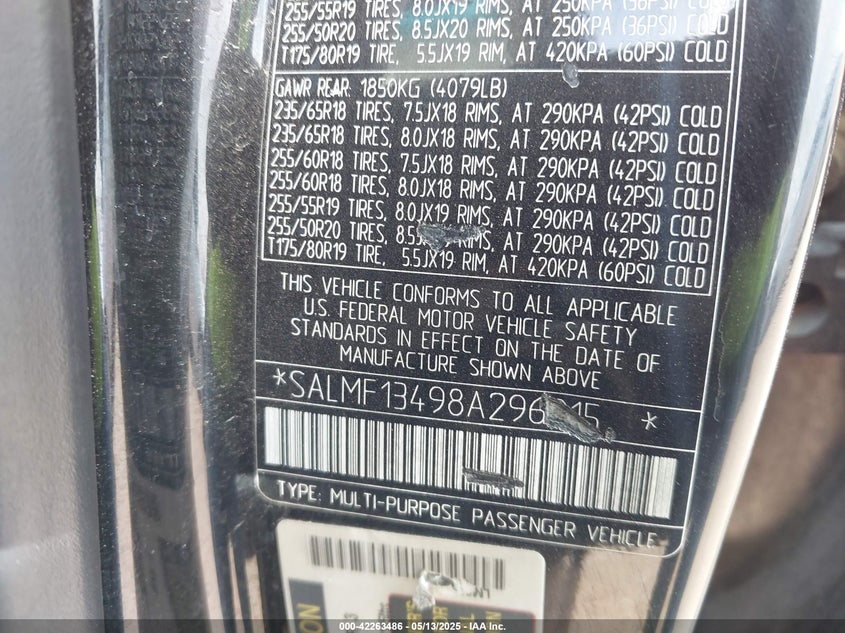 255/55R19 TIRES, 8.0JX19 RIMS, AT 250KPA (36PSI) COLD
255/50R20 TIRES, 8.5JX20 RIMS, AT 250KPA (36PSI) COLD
T175/80R19 TIRE, 5.5JX19 RIM, AT 420KPA (60PSI) COLD
GAWR REAR 1850KG (4079LB)
235/65R18 TIRES, 7.5JX18 RIMS, AT 290KPA (42PSI) COLD
235/65R18 TIRES, 8.0JX18 RIMS, AT 290KPA (42PSI) COLD
255/60R18 TIRES, 7.5JX18 RIMS, AT 290KPA (42PSI) COLD
255/60R18 TIRES, 8.0JX18 RIMS, AT 290KPA (42PSI) COLD
255/55R19 TIRES, 8.0JX19 RIMS, AT 290KPA (42PSI) COLD
255/50R20 TIRES, RIMS, AT 290KPA (42PSI) COLD
T175/80R19 TIRE, 5.5JX19 RIM, AT 420KPA (60PSI) COLD
THIS VEHICLE CONFORMS TO ALL APPLICABLE
U.S. FEDERAL MOTOR VEHICLE SAFETY
STANDARDS IN EFFECT ON THE DATE OF
MANUFACTURE SHOWN ABOVE
TYPE: MULTI-PURPOSE PASSENGER VEHICLE
000-42263486 - 05/13/2025 - IAA Inc.